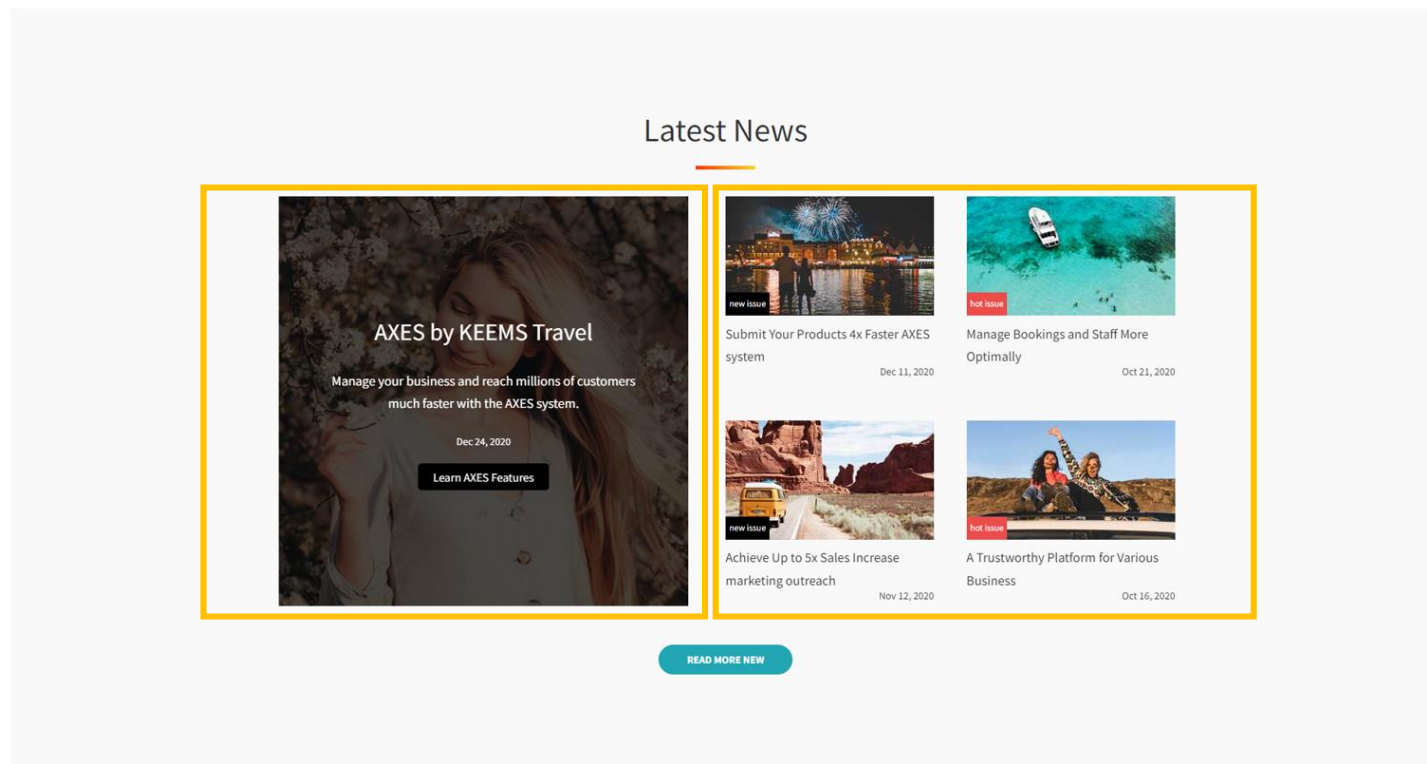 Latest News
AXES by KEEMS Travel
Manage your business and reach millions of customers
much faster with the AXES system.
Dec 24, 2020
Learn AXES Features
new issue
Submit Your Products 4x Faster AXES
system
Dec 11, 2020
hot issue
Manage Bookings and Staff More
Optimally
Oct 21, 2020
new issue
Achieve Up to 5x Sales Increase
marketing outreach
Nov 12, 2020
hot issue
A Trustworthy Platform for Various
Business
Oct 16, 2020
READ MORE NEW